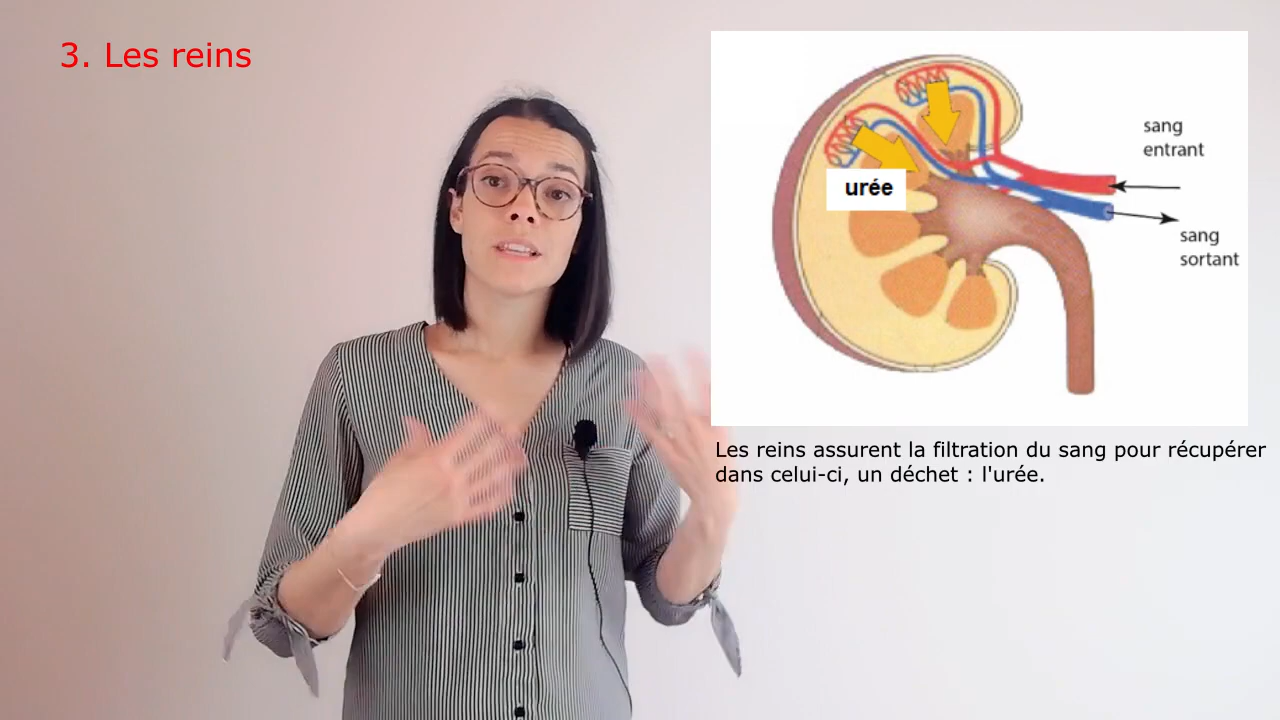 3. Les reins
sang
entrant
urée
sang
sortant
Les reins assurent la filtration du sang pour récupérer
dans celui-ci, un déchet : l'urée.